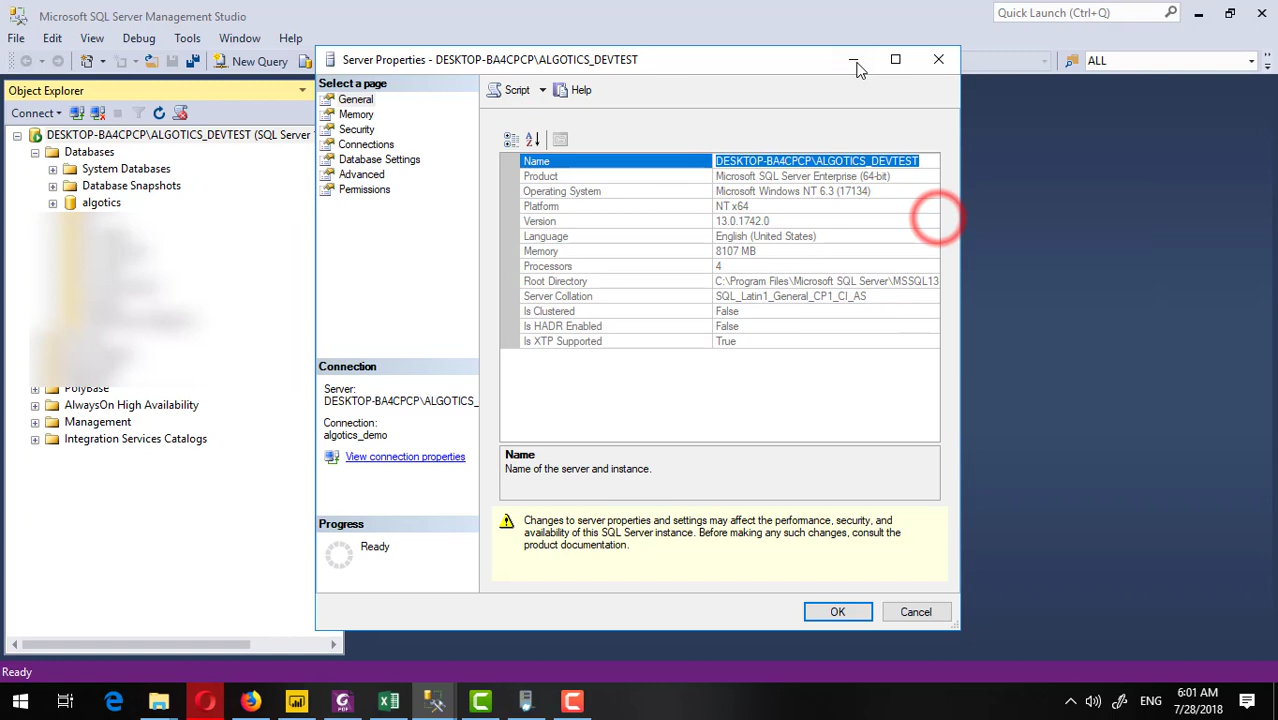 Microsoft SQL Server Management Studio
Quick Launch (Ctrl+Q)
File Edit View Debug Tools Window Help
New Query
ALL
Object Explorer
Connect
DESKTOP-BA4CPCP\ALGOTICS_DEVTEST (SQL Server
Databases
System Databases
Database Snapshots
algotics
PolyBase
AlwaysOn High Availability
Management
Integration Services Catalogs
Server Properties - DESKTOP-BA4CPCP\ALGOTICS_DEVTEST
Select a page
General
Memory
Security
Connections
Database Settings
Advanced
Permissions
Script Help
Name DESKTOP-BA4CPCP\ALGOTICS_DEVTEST
Product Microsoft SQL Server Enterprise (64-bit)
Operating System Microsoft Windows NT 6.3 (17134)
Platform NT x64
Version 13.0.1742.0
Language English (United States)
Memory 8107 MB
Processors 4
Root Directory C:\Program Files\Microsoft SQL Server\MSSQL13
Server Collation SQL_Latin1_General_CP1_CI_AS
Is Clustered False
Is HADR Enabled False
Is XTP Supported True
Connection
Server:
DESKTOP-BA4CPCP\ALGOTICS_
Connection:
algotics_demo
View connection properties
Name
Name of the server and instance.
Progress
Ready
Changes to server properties and settings may affect the performance, security, and
availability of this SQL Server instance. Before making any such changes, consult the
product documentation.
OK Cancel
Ready
PDF
ENG
6:01 AM
7/28/2018